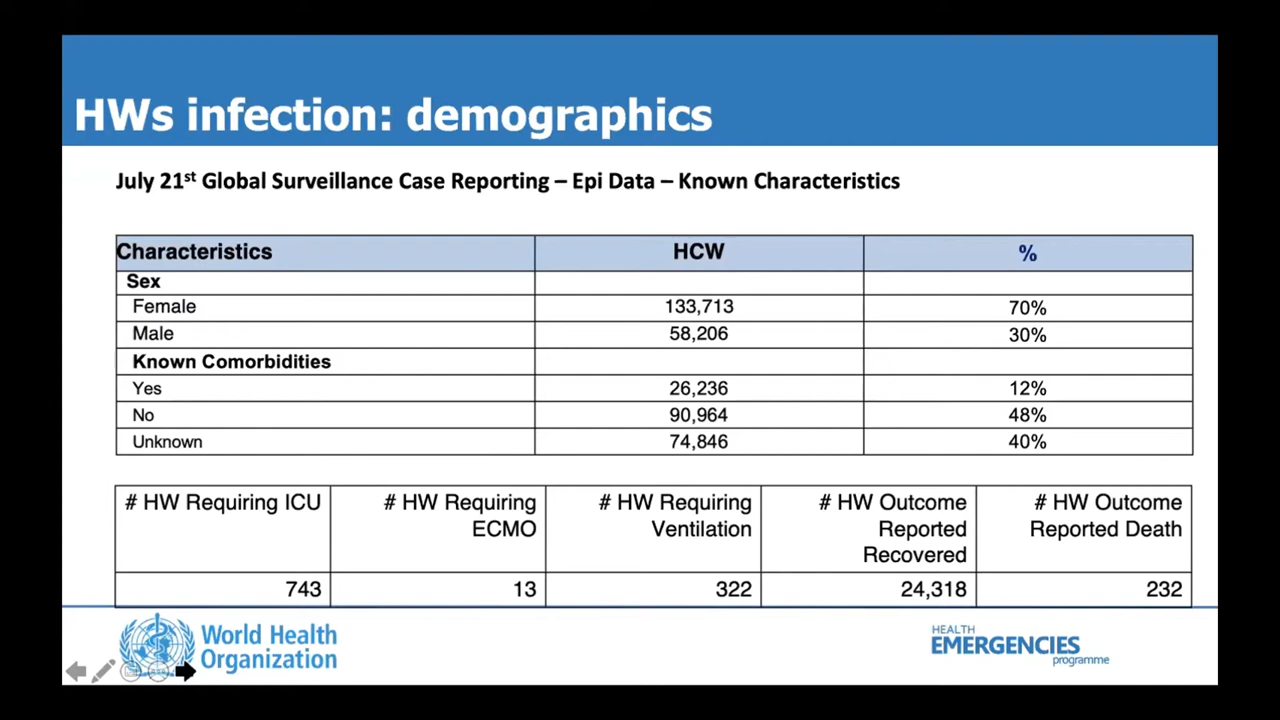 HWs infection: demographics
July 21st Global Surveillance Case Reporting – Epi Data – Known Characteristics
Characteristics HCW %
Sex
Female 133,713 70%
Male 58,206 30%
Known Comorbidities
Yes 26,236 12%
No 90,964 48%
Unknown 74,846 40%
# HW Requiring ICU
# HW Requiring
ECMO
# HW Requiring
Ventilation
# HW Outcome
Reported
Recovered
# HW Outcome
Reported Death
743 13 322 24,318 232
World Health
Organization
HEALTH
EMERGENCIES
programme